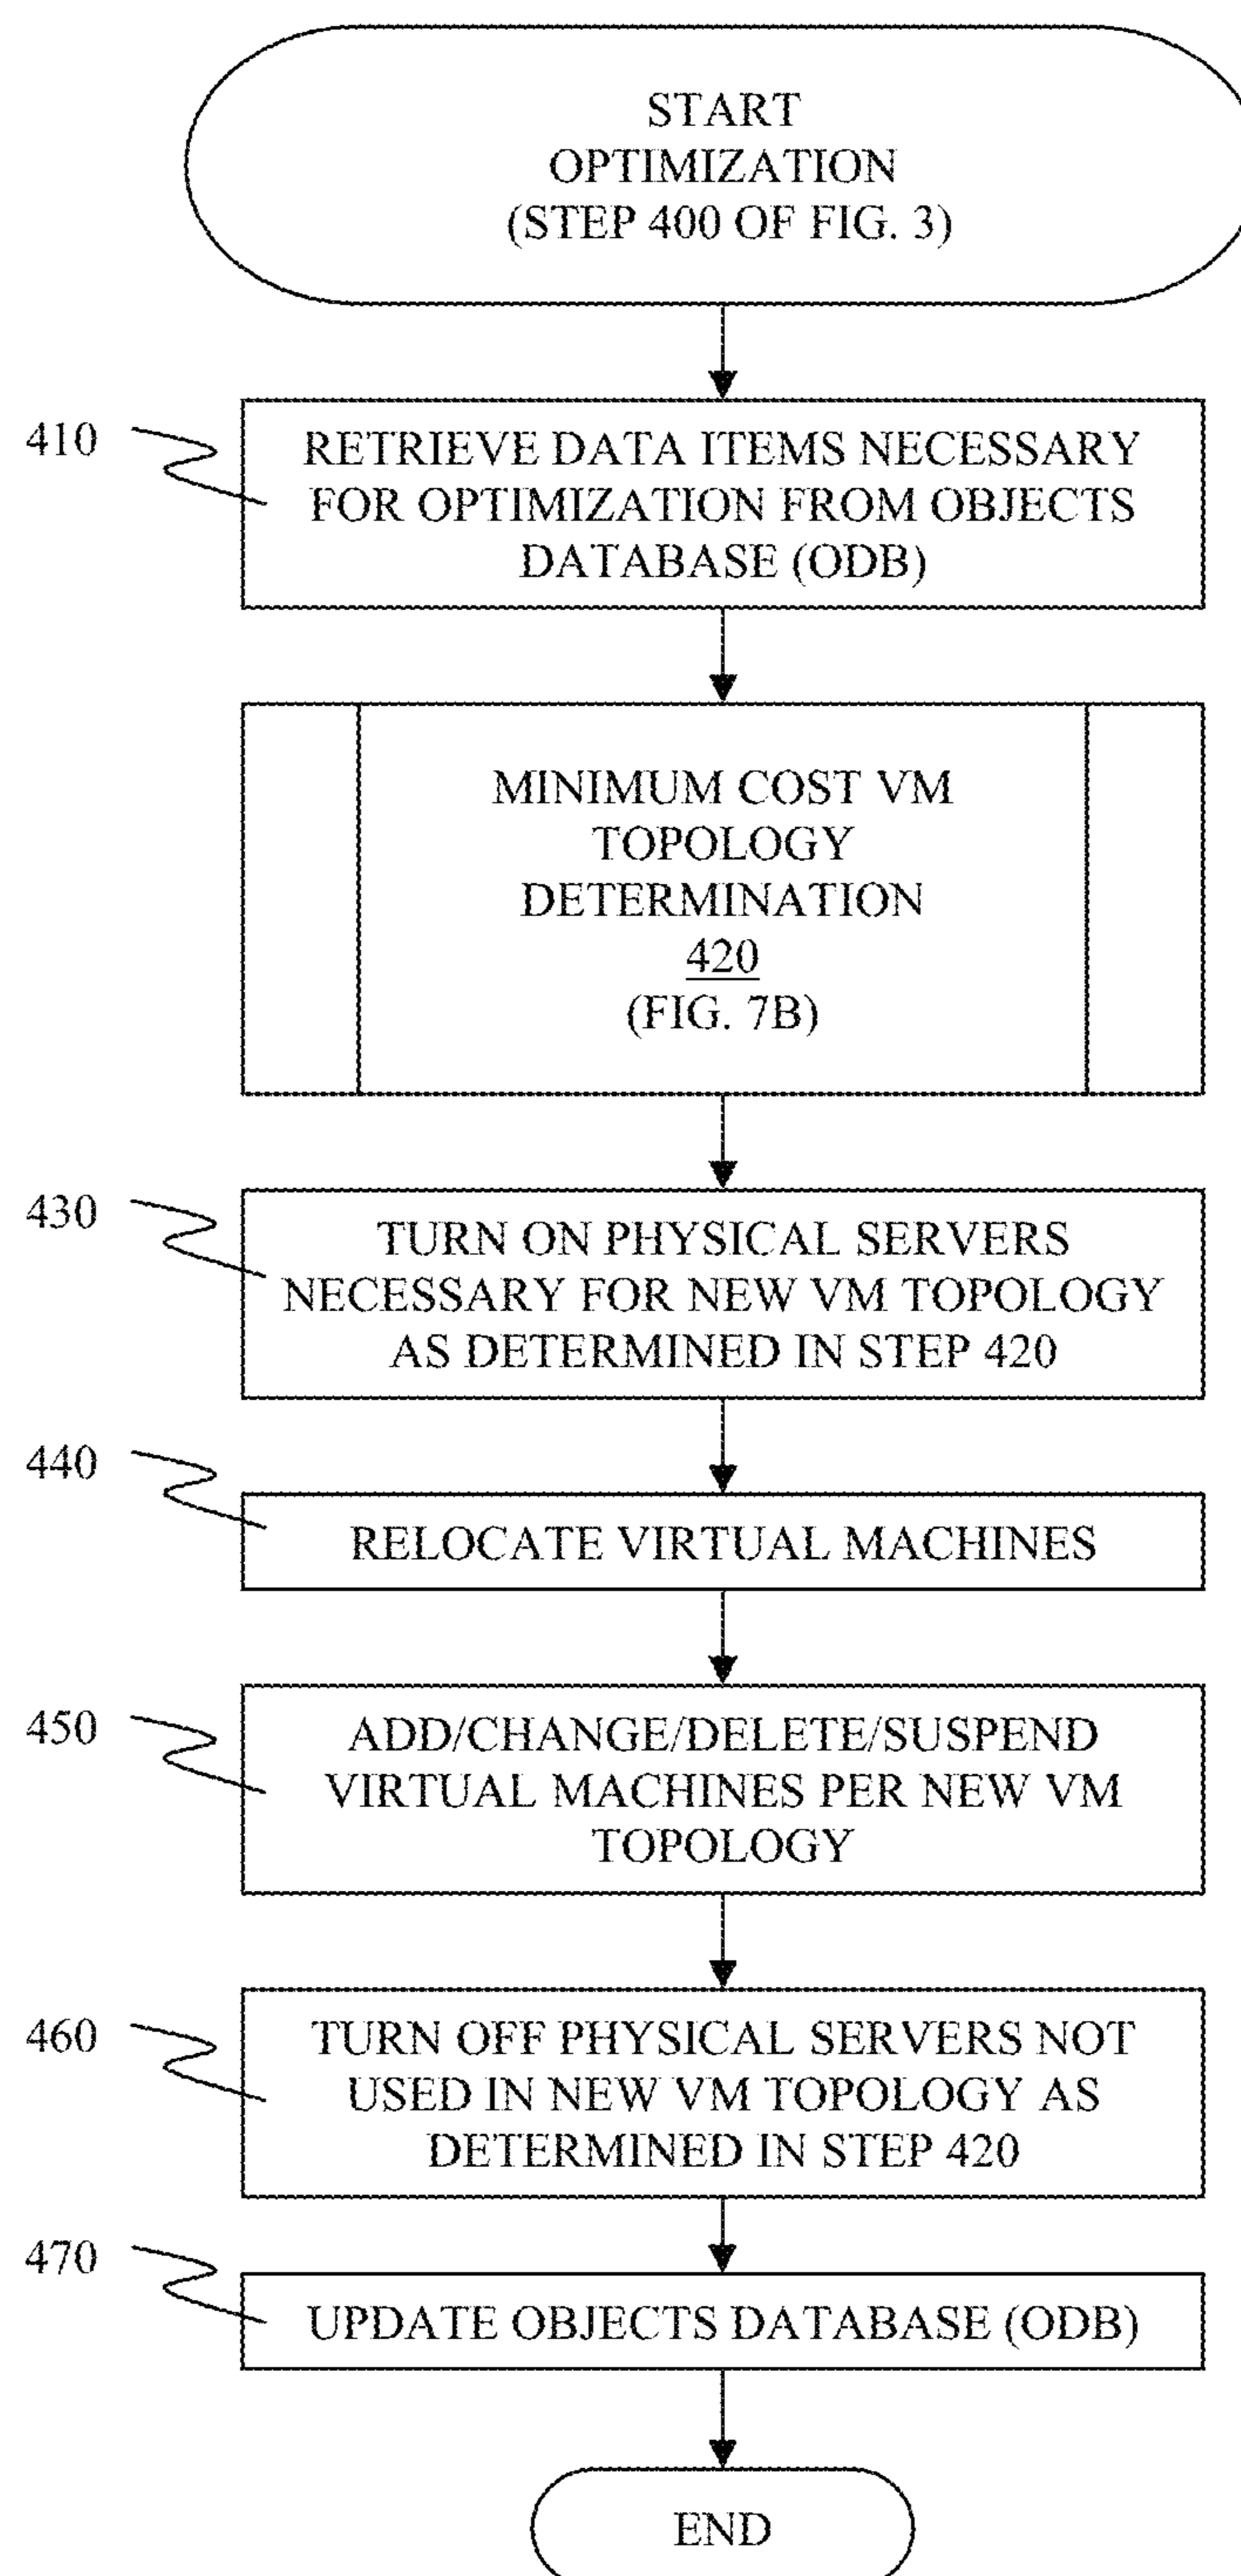 START
OPTIMIZATION
(STEP 400 OF FIG. 3)
410
RETRIEVE DATA ITEMS NECESSARY
FOR OPTIMIZATION FROM OBJECTS
DATABASE (ODB)
MINIMUM COST VM
TOPOLOGY
DETERMINATION
420
(FIG. 7B)
430
TURN ON PHYSICAL SERVERS
NECESSARY FOR NEW VM TOPOLOGY
AS DETERMINED IN STEP 420
440
RELOCATE VIRTUAL MACHINES
450
ADD/CHANGE/DELETE/SUSPEND
VIRTUAL MACHINES PER NEW VM
TOPOLOGY
460
TURN OFF PHYSICAL SERVERS NOT
USED IN NEW VM TOPOLOGY AS
DETERMINED IN STEP 420
470
UPDATE OBJECTS DATABASE (ODB)
END